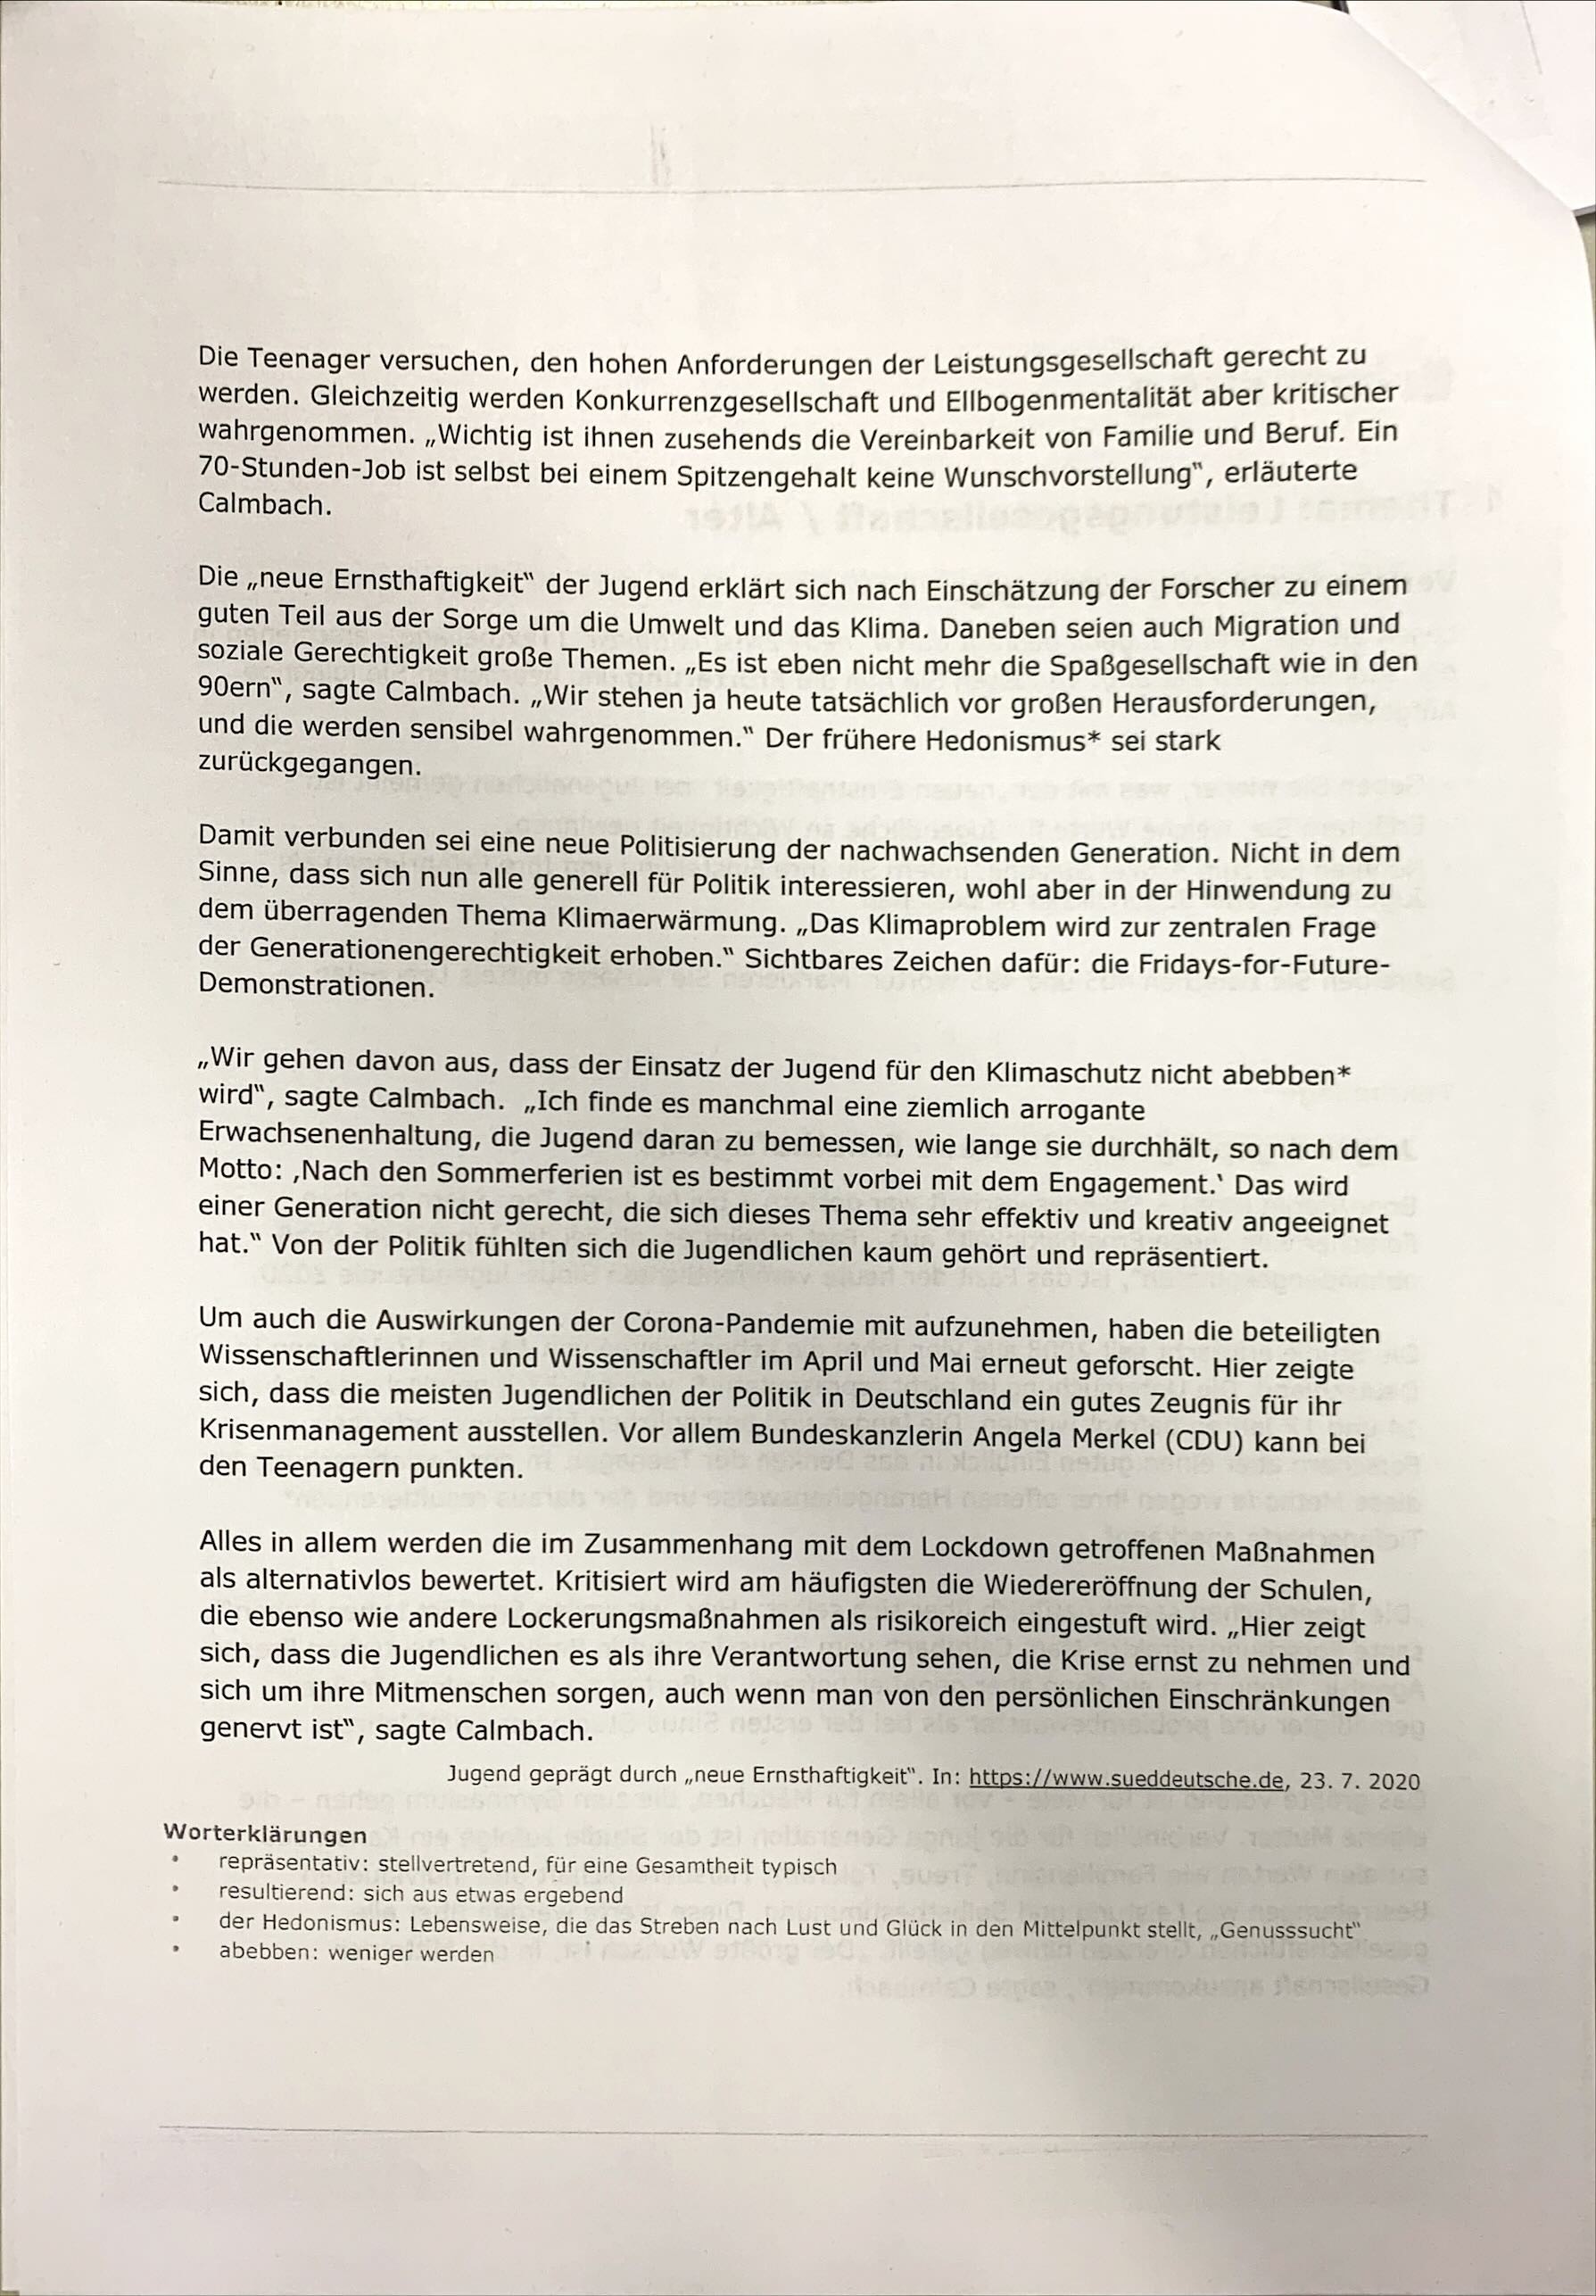 Die Teenager versuchen, den hohen Anforderungen der Leistungsgesellschaft gerecht zu
werden. Gleichzeitig werden Konkurrenzgesellschaft und Ellbogenmentalität aber kritischer
wahrgenommen. „Wichtig ist ihnen zusehends die Vereinbarkeit von Familie und Beruf. Ein
70-Stunden-Job ist selbst bei einem Spitzengehalt keine Wunschvorstellung“, erläuterte
Calmbach.
Die „neue Ernsthaftigkeit“ der Jugend erklärt sich nach Einschätzung der Forscher zu einem
guten Teil aus der Sorge um die Umwelt und das Klima. Daneben seien auch Migration und
soziale Gerechtigkeit große Themen. „Es ist eben nicht mehr die Spaßgesellschaft wie in den
90ern“, sagte Calmbach. „Wir stehen ja heute tatsächlich vor großen Herausforderungen,
und die werden sensibel wahrgenommen.“ Der frühere Hedonismus* sei stark
zurückgegangen.
Damit verbunden sei eine neue Politisierung der nachwachsenden Generation. Nicht in dem
Sinne, dass sich nun alle generell für Politik interessieren, wohl aber in der Hinwendung zu
dem überragenden Thema Klimaerwärmung. „Das Klimaproblem wird zur zentralen Frage
der Generationengerechtigkeit erhoben.“ Sichtbares Zeichen dafür: die Fridays-for-Future-
Demonstrationen.
„Wir gehen davon aus, dass der Einsatz der Jugend für den Klimaschutz nicht abebben*
wird“, sagte Calmbach. „Ich finde es manchmal eine ziemlich arrogante
Erwachsenenhaltung, die Jugend daran zu bemessen, wie lange sie durchhält, so nach dem
Motto: ‚Nach den Sommerferien ist es bestimmt vorbei mit dem Engagement.‘ Das wird
einer Generation nicht gerecht, die sich dieses Thema sehr effektiv und kreativ angeeignet
hat.“ Von der Politik fühlten sich die Jugendlichen kaum gehört und repräsentiert.
Um auch die Auswirkungen der Corona-Pandemie mit aufzunehmen, haben die beteiligten
Wissenschaftlerinnen und Wissenschaftler im April und Mai erneut geforscht. Hier zeigte
sich, dass die meisten Jugendlichen der Politik in Deutschland ein gutes Zeugnis für ihr
Krisenmanagement ausstellen. Vor allem Bundeskanzlerin Angela Merkel (CDU) kann bei
den Teenagern punkten.
Alles in allem werden die im Zusammenhang mit dem Lockdown getroffenen Maßnahmen
als alternativlos bewertet. Kritisiert wird am häufigsten die Wiedereröffnung der Schulen,
die ebenso wie andere Lockerungsmaßnahmen als risikoreich eingestuft wird. „Hier zeigt
sich, dass die Jugendlichen es als ihre Verantwortung sehen, die Krise ernst zu nehmen und
sich um ihre Mitmenschen sorgen, auch wenn man von den persönlichen Einschränkungen
genervt ist“, sagte Calmbach.
Jugend geprägt durch „neue Ernsthaftigkeit“. In: https://www.sueddeutsche.de, 23. 7. 2020
Worterklärungen
• repräsentativ: stellvertretend, für eine Gesamtheit typisch
• resultierend: sich aus etwas ergebend
• der Hedonismus: Lebensweise, die das Streben nach Lust und Glück in den Mittelpunkt stellt, „Genusssucht“
• abebben: weniger werden